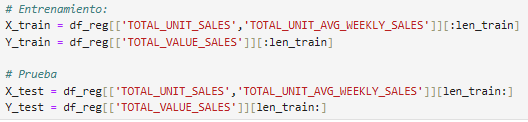 # Entrenamiento:
X_train = df_reg[['TOTAL_UNIT_SALES','TOTAL_UNIT_AVG_WEEKLY_SALES']][:len_train]
Y_train = df_reg[['TOTAL_VALUE_SALES']][:len_train]
# Prueba
X_test = df_reg[['TOTAL_UNIT_SALES','TOTAL_UNIT_AVG_WEEKLY_SALES']][len_train:]
Y_test = df_reg[['TOTAL_VALUE_SALES']][len_train:]